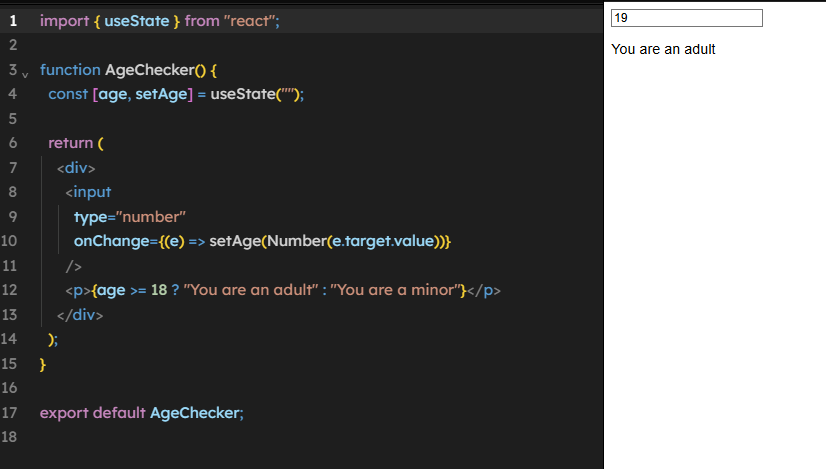 1 import { useState } from "react";
2
3 function AgeChecker() {
4 const [age, setAge] = useState("");
5
6 return (
7 <div>
8 <input
9 type="number"
10 onChange={(e) => setAge(Number(e.target.value))}
11 />
12 <p>{age >= 18 ? "You are an adult" : "You are a minor"}</p>
13 </div>
14 );
15 }
16
17 export default AgeChecker;
18
19
You are an adult